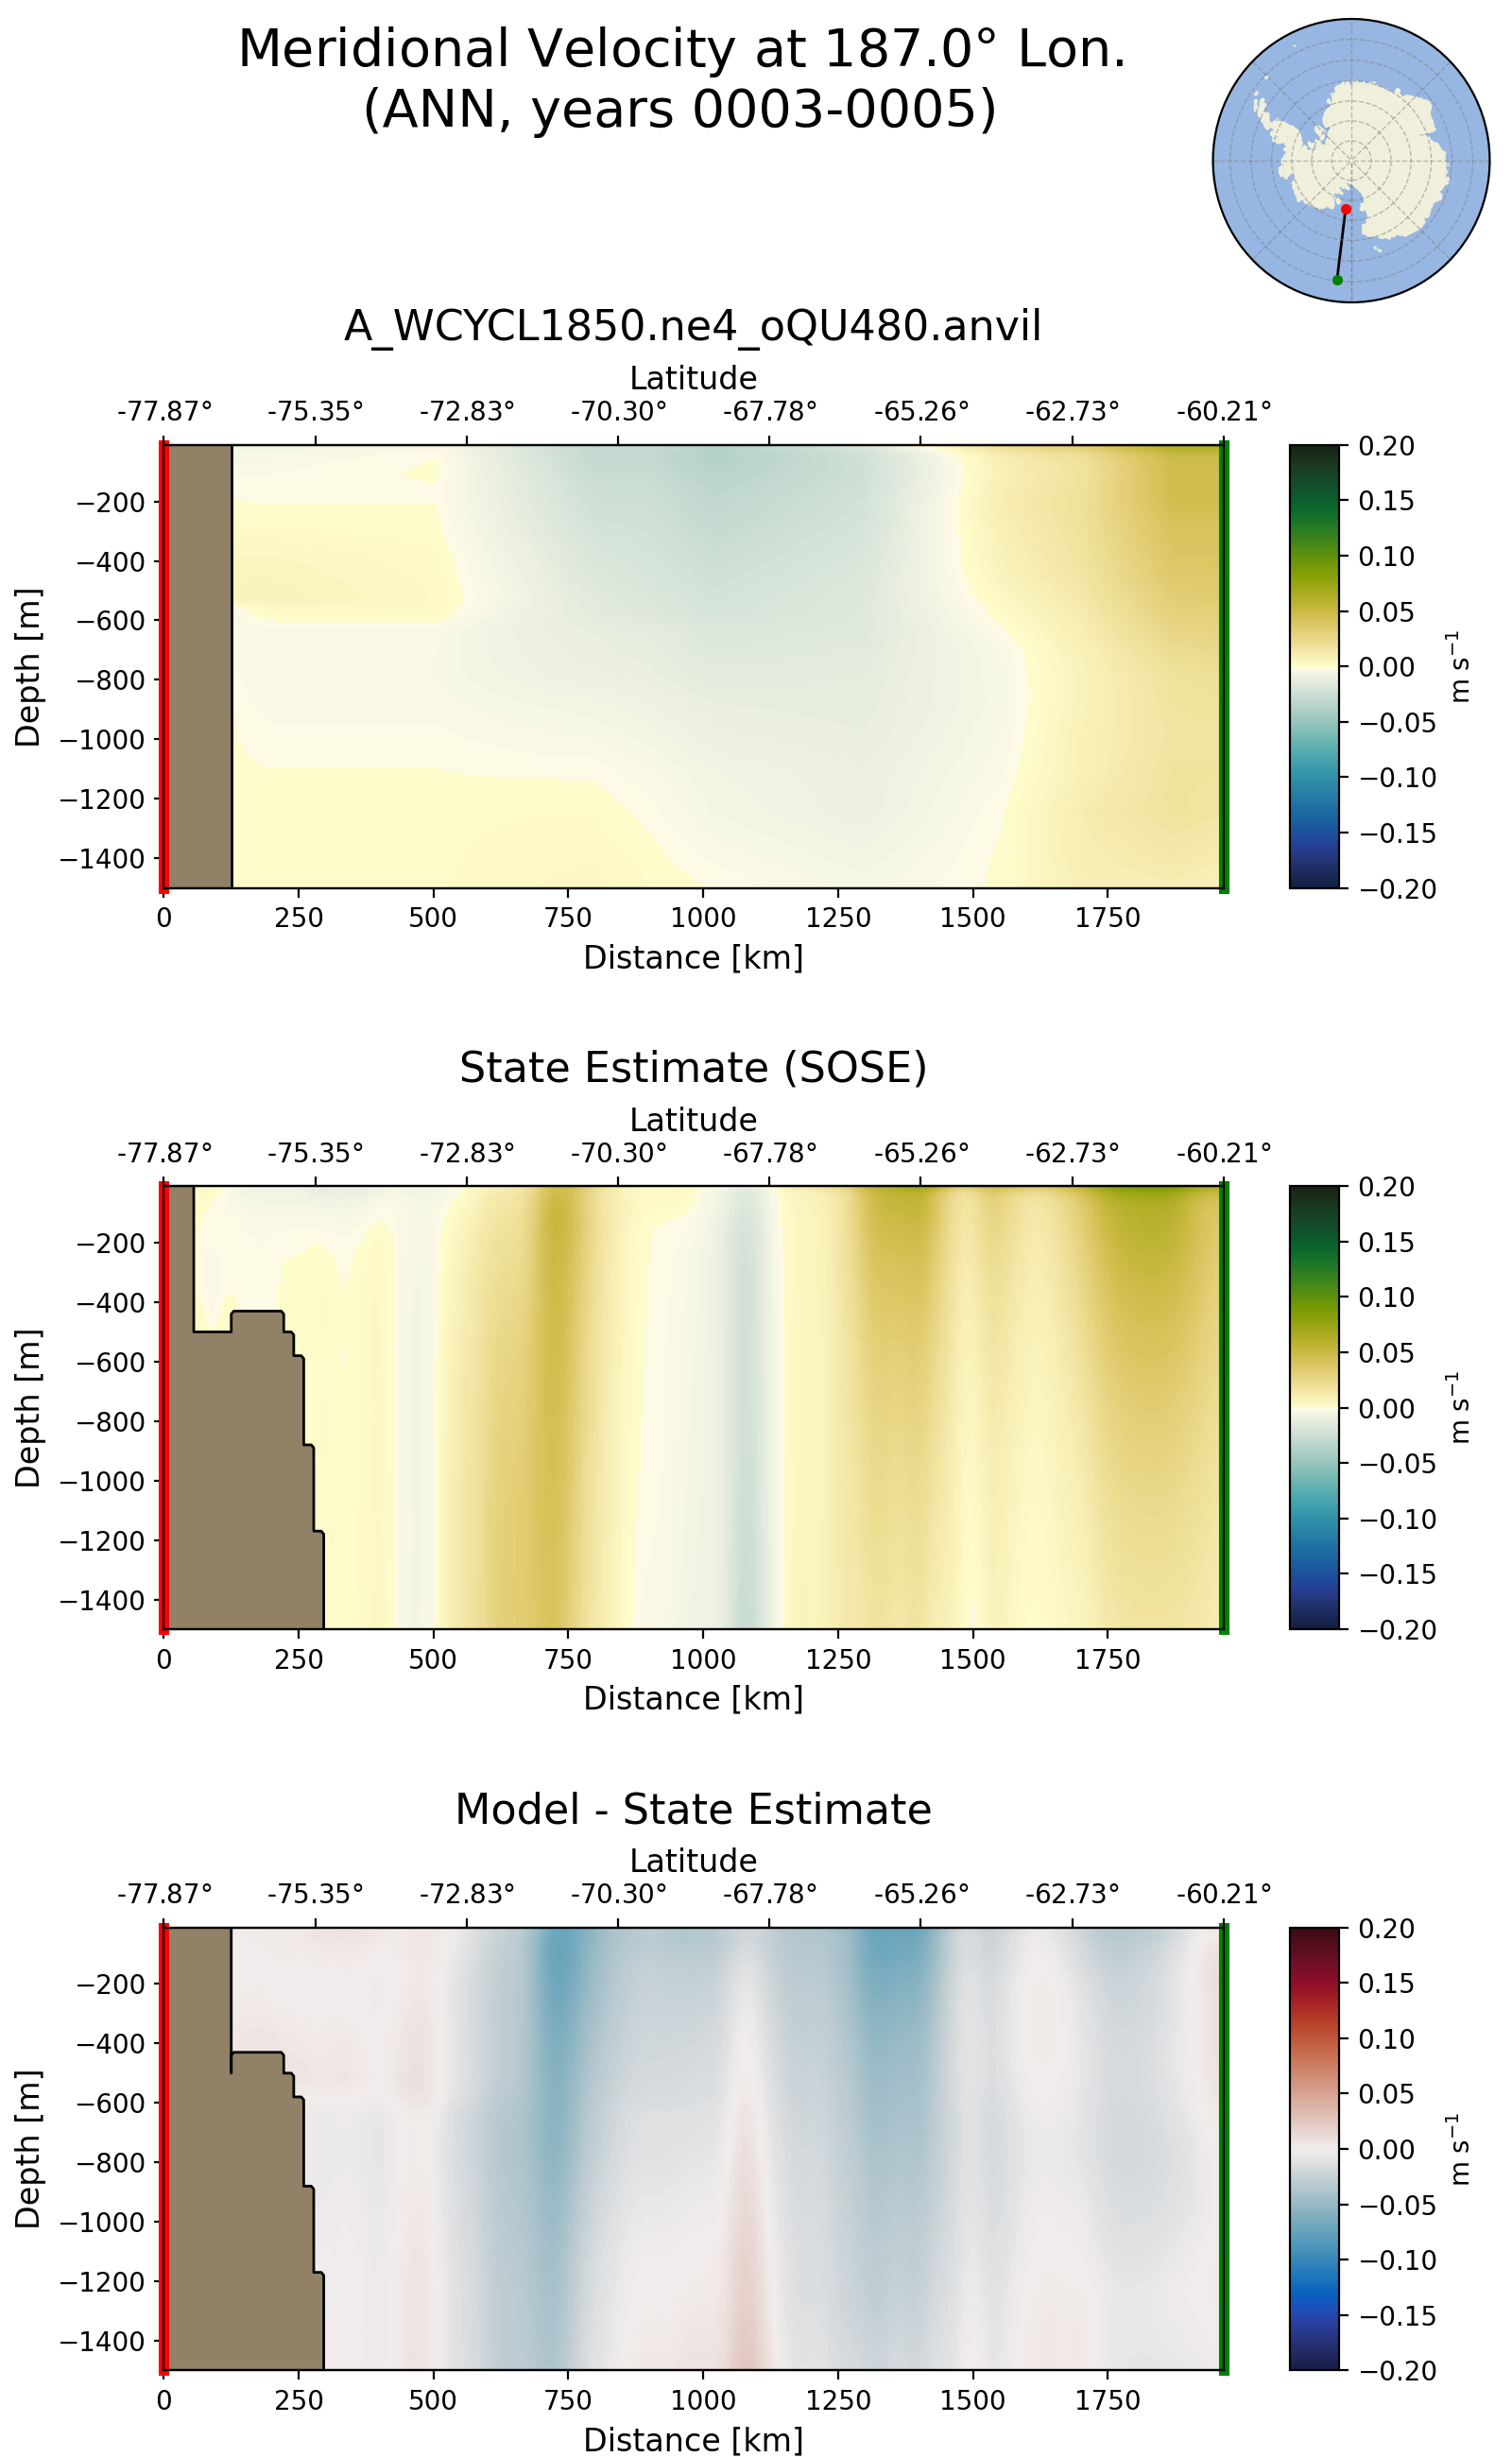 Meridional Velocity at 187.0° Lon.
(ANN, years 0003-0005)
A_WCYCL1850.ne4_oQU480.anvil
Latitude
-77.87° -75.35° -72.83° -70.30° -67.78° -65.26° -62.73° -60.21°
Depth [m]
−200
−400
−600
−800
−1000
−1200
−1400
0 250 500 750 1000 1250 1500 1750
Distance [km]
0.20
0.15
0.10
0.05
0.00
−0.05
−0.10
−0.15
−0.20
m s⁻¹
State Estimate (SOSE)
Latitude
-77.87° -75.35° -72.83° -70.30° -67.78° -65.26° -62.73° -60.21°
Depth [m]
−200
−400
−600
−800
−1000
−1200
−1400
0 250 500 750 1000 1250 1500 1750
Distance [km]
0.20
0.15
0.10
0.05
0.00
−0.05
−0.10
−0.15
−0.20
m s⁻¹
Model - State Estimate
Latitude
-77.87° -75.35° -72.83° -70.30° -67.78° -65.26° -62.73° -60.21°
Depth [m]
−200
−400
−600
−800
−1000
−1200
−1400
0 250 500 750 1000 1250 1500 1750
Distance [km]
0.20
0.15
0.10
0.05
0.00
−0.05
−0.10
−0.15
−0.20
m s⁻¹